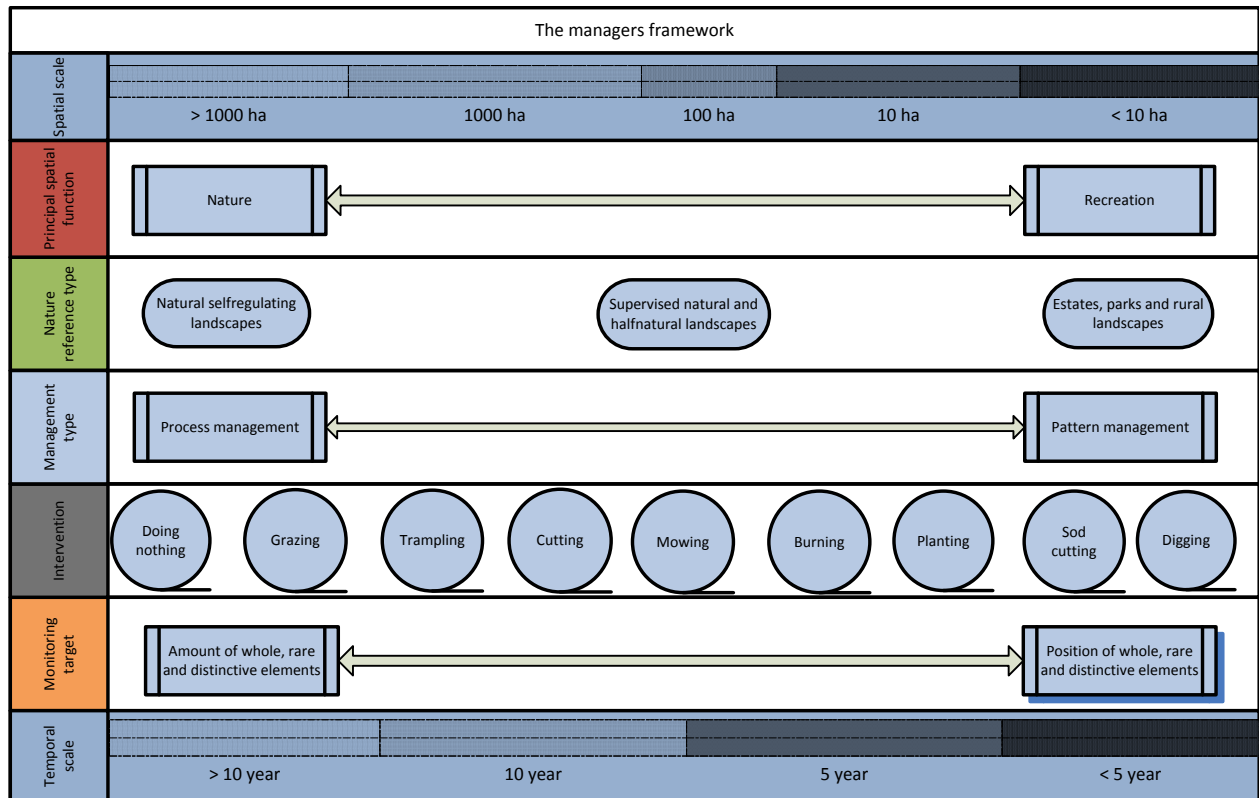 The managers framework
Spatial scale
> 1000 ha
1000 ha
100 ha
10 ha
< 10 ha
Principal spatial
function
Nature
Recreation
Nature
reference type
Natural selfregulating
landscapes
Supervised natural and
halfnatural landscapes
Estates, parks and rural
landscapes
Management
type
Process management
Pattern management
Intervention
Doing
nothing
Grazing
Trampling
Cutting
Mowing
Burning
Planting
Sod
cutting
Digging
Monitoring
target
Amount of whole, rare
and distinctive elements
Position of whole, rare
and distinctive elements
Temporal
scale
> 10 year
10 year
5 year
< 5 year